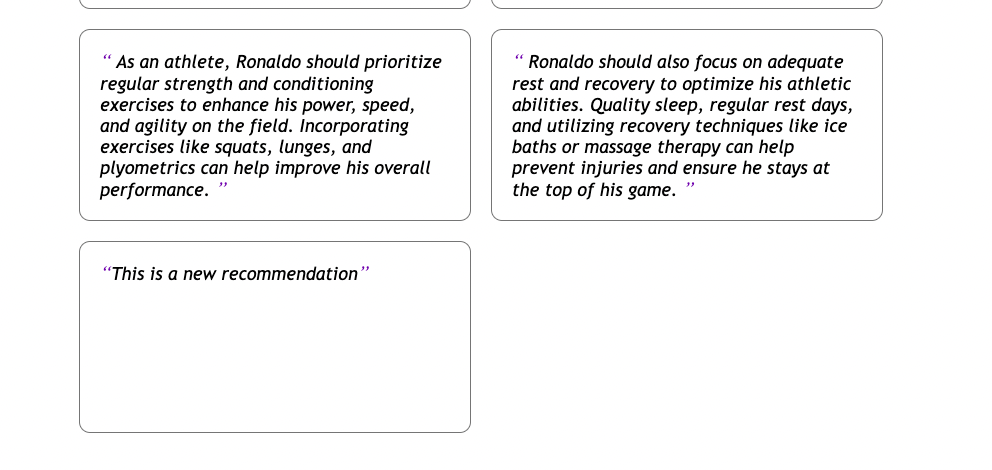 “ As an athlete, Ronaldo should prioritize
regular strength and conditioning
exercises to enhance his power, speed,
and agility on the field. Incorporating
exercises like squats, lunges, and
plyometrics can help improve his overall
performance. ”
“ Ronaldo should also focus on adequate
rest and recovery to optimize his athletic
abilities. Quality sleep, regular rest days,
and utilizing recovery techniques like ice
baths or massage therapy can help
prevent injuries and ensure he stays at
the top of his game. ”
“This is a new recommendation”